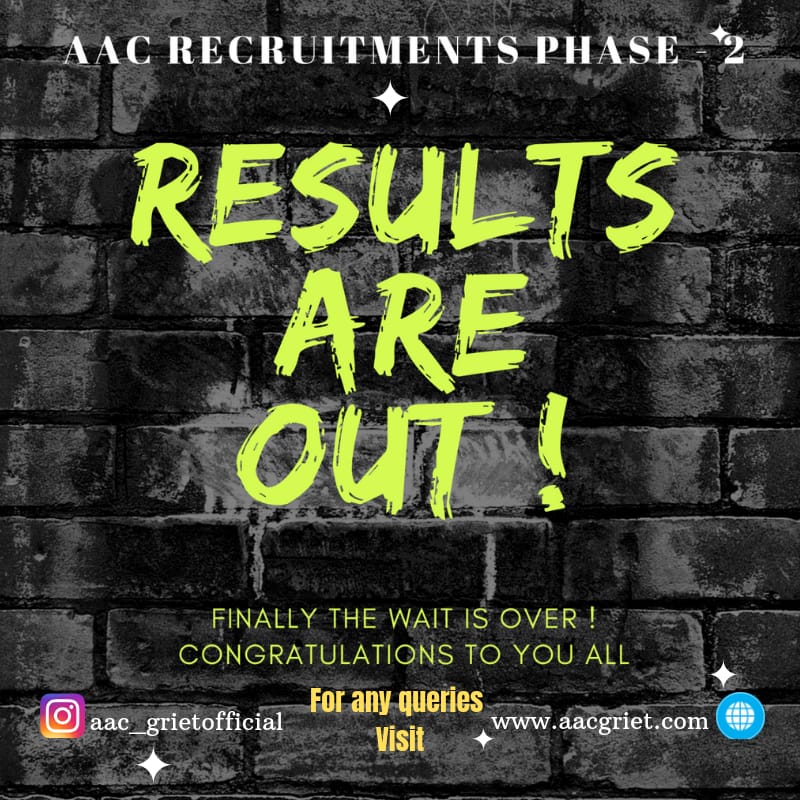 AAC RECRUITMENTS PHASE - 2
RESULTS
ARE
OUT !
FINALLY THE WAIT IS OVER !
CONGRATULATIONS TO YOU ALL
aac_grietofficial
For any queries
Visit
www.aacgriet.com